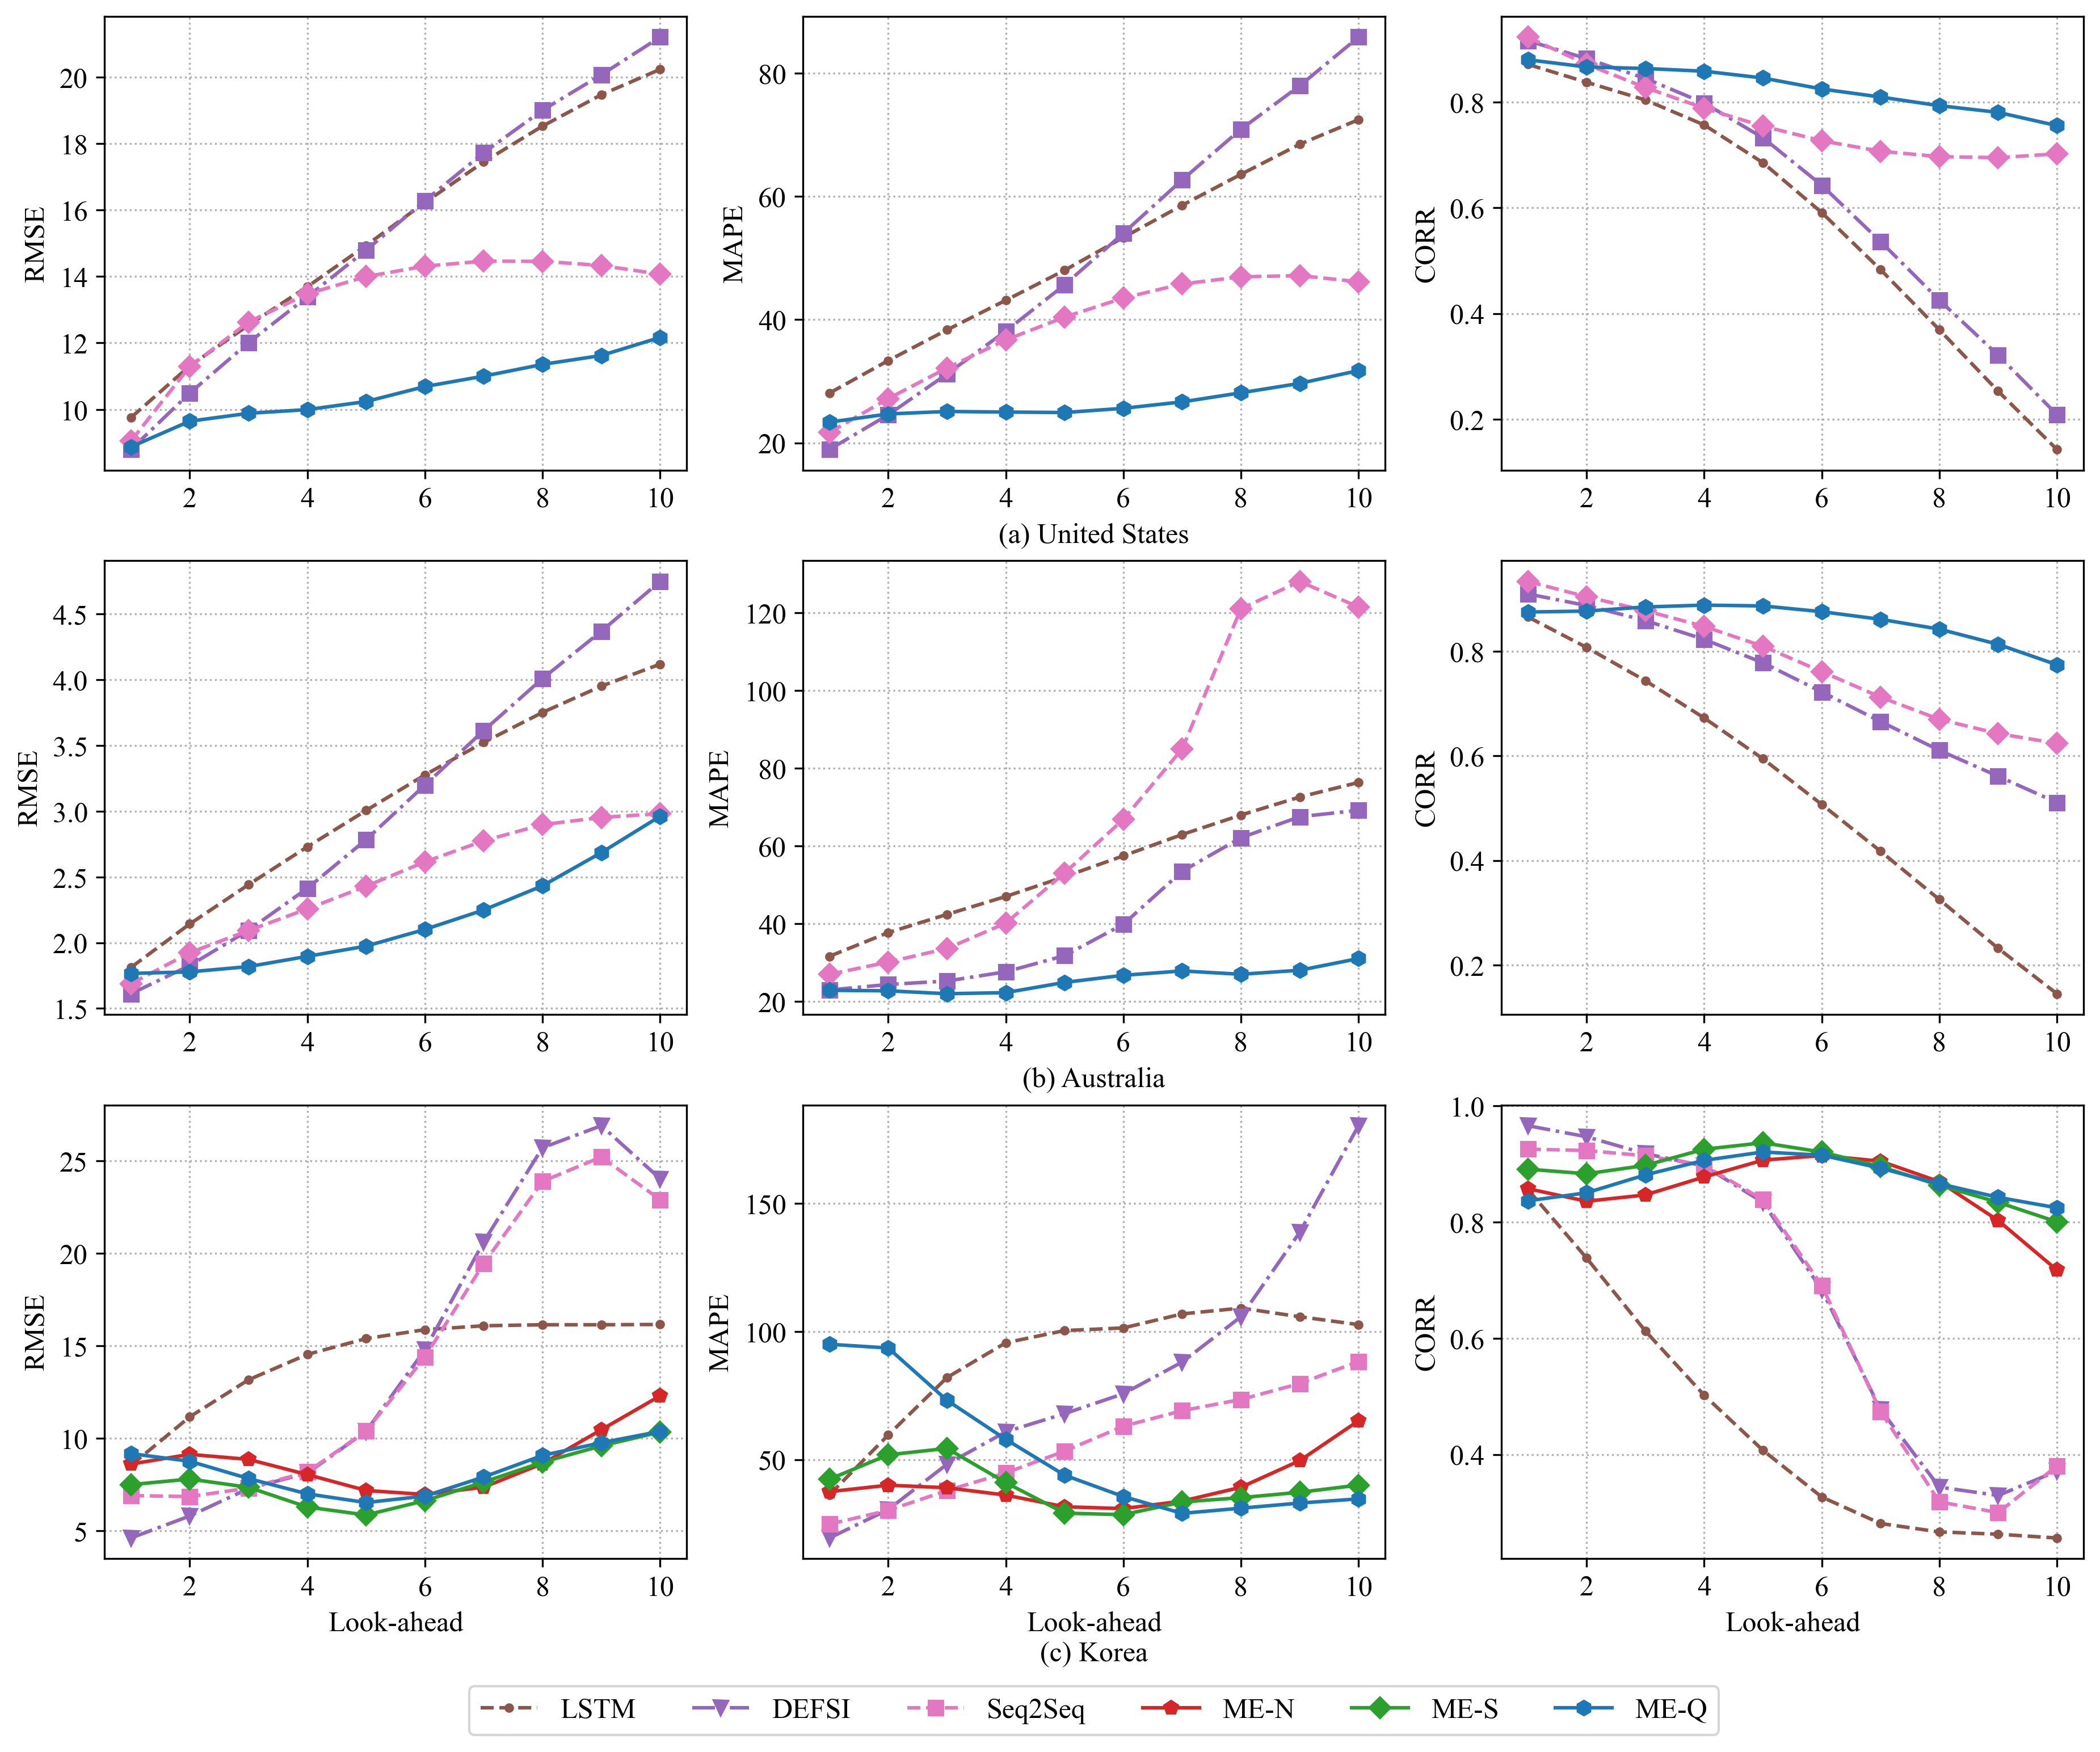 RMSE
20
18
16
14
12
10
2 4 6 8 10
MAPE
80
60
40
20
2 4 6 8 10
CORR
0.8
0.6
0.4
0.2
2 4 6 8 10
(a) United States
RMSE
4.5
4.0
3.5
3.0
2.5
2.0
1.5
2 4 6 8 10
MAPE
120
100
80
60
40
20
2 4 6 8 10
CORR
0.8
0.6
0.4
0.2
2 4 6 8 10
(b) Australia
RMSE
25
20
15
10
5
2 4 6 8 10
Look-ahead
MAPE
150
100
50
2 4 6 8 10
Look-ahead
CORR
1.0
0.8
0.6
0.4
2 4 6 8 10
Look-ahead
(c) Korea
LSTM DEFSI Seq2Seq ME-N ME-S ME-Q